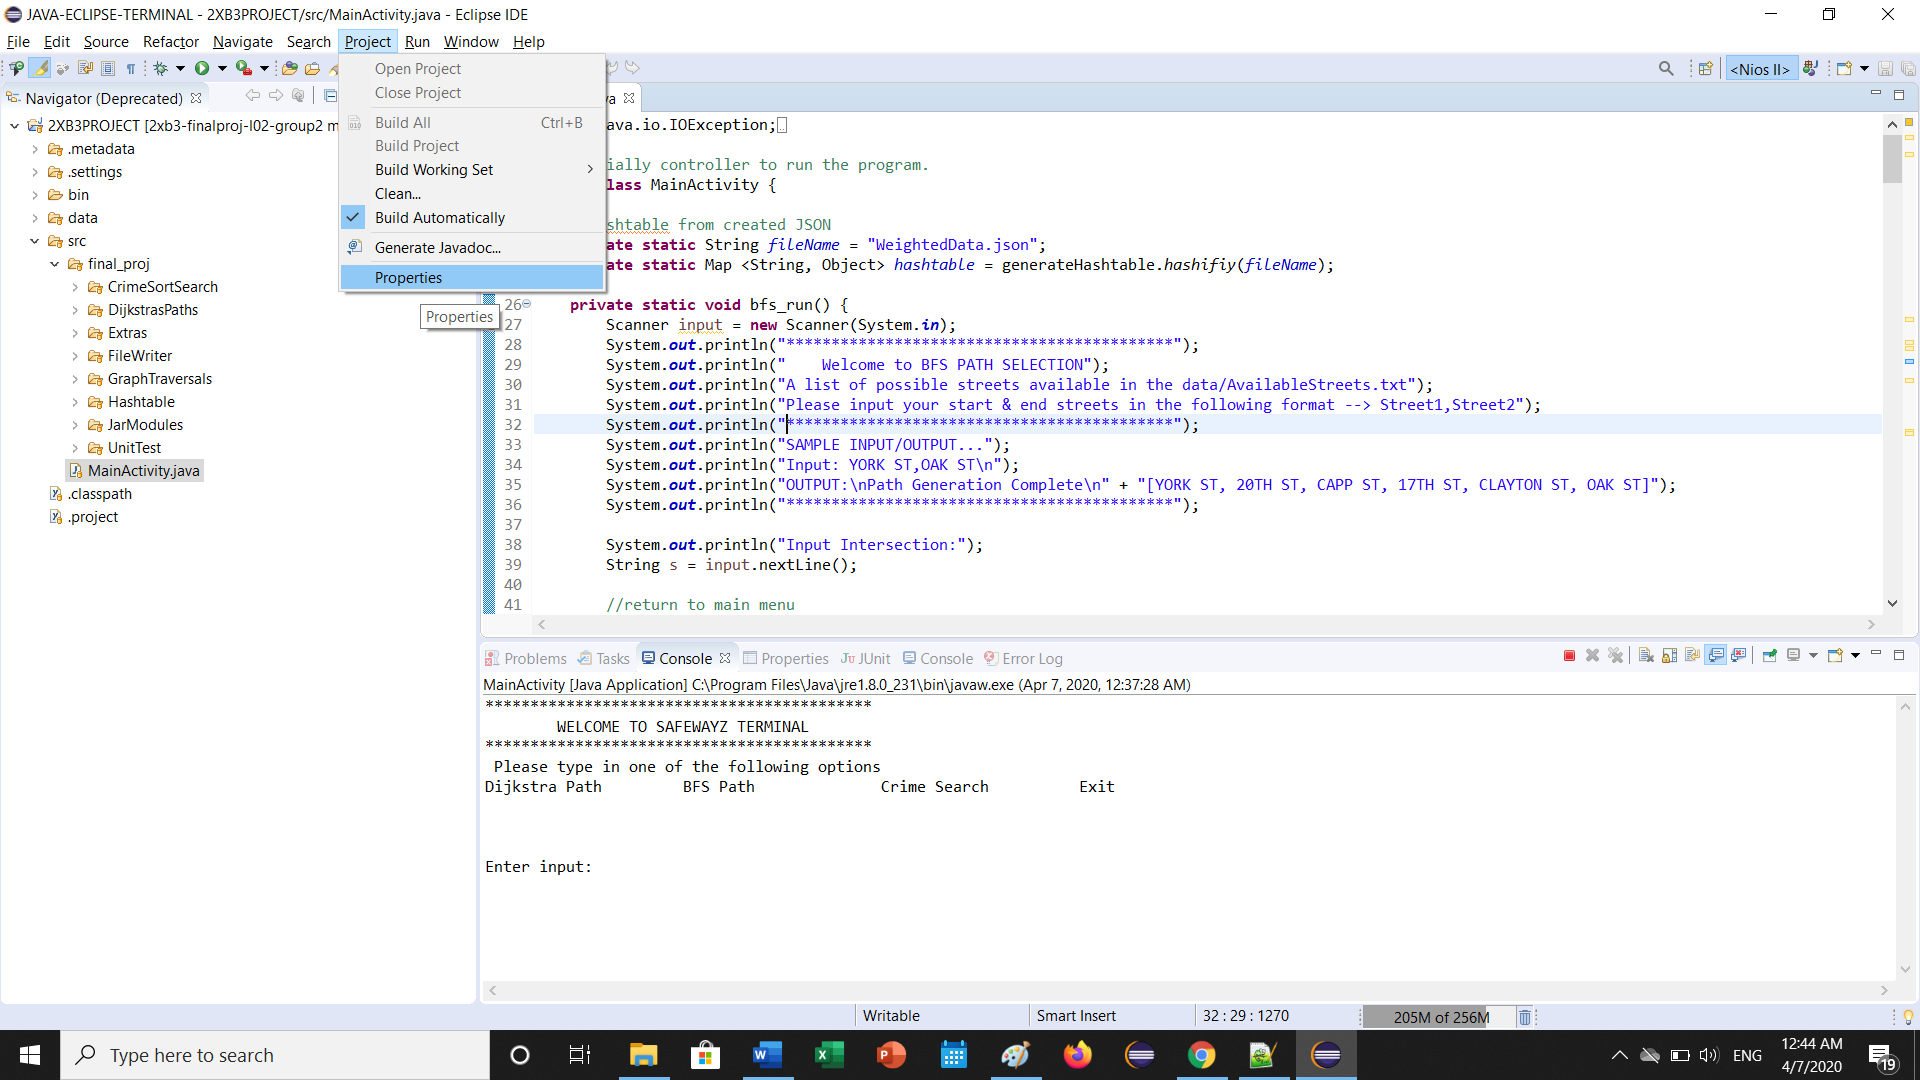 JAVA-ECLIPSE-TERMINAL - 2XB3PROJECT/src/MainActivity.java - Eclipse IDE
File Edit Source Refactor Navigate Search Project Run Window Help
<Nios II>
Navigator (Deprecated)
2XB3PROJECT [2xb3-finalproj-l02-group2 m
.metadata
.settings
bin
data
src
final_proj
CrimeSortSearch
DijkstrasPaths
Extras
FileWriter
GraphTraversals
Hashtable
JarModules
UnitTest
MainActivity.java
.classpath
.project
Open Project
Close Project
Build All Ctrl+B
Build Project
Build Working Set
Clean...
Build Automatically
Generate Javadoc...
Properties
Properties
va
ava.io.IOException;
ially controller to run the program.
lass MainActivity {
shtable from created JSON
ate static String fileName = "WeightedData.json";
ate static Map <String, Object> hashtable = generateHashtable.hashifiy(fileName);
26 private static void bfs_run() {
27 Scanner input = new Scanner(System.in);
28 System.out.println("*******************************************");
29 System.out.println("    Welcome to BFS PATH SELECTION");
30 System.out.println("A list of possible streets available in the data/AvailableStreets.txt");
31 System.out.println("Please input your start & end streets in the following format --> Street1,Street2");
32 System.out.println("*******************************************");
33 System.out.println("SAMPLE INPUT/OUTPUT...");
34 System.out.println("Input: YORK ST,OAK ST\n");
35 System.out.println("OUTPUT:\nPath Generation Complete\n" + "[YORK ST, 20TH ST, CAPP ST, 17TH ST, CLAYTON ST, OAK ST]");
36 System.out.println("*******************************************");
37
38 System.out.println("Input Intersection:");
39 String s = input.nextLine();
40
41 //return to main menu
Problems Tasks Console Properties JUnit Console Error Log
MainActivity [Java Application] C:\Program Files\Java\jre1.8.0_231\bin\javaw.exe (Apr 7, 2020, 12:37:28 AM)
*******************************************
WELCOME TO SAFEWAYZ TERMINAL
*******************************************
Please type in one of the following options
Dijkstra Path BFS Path Crime Search Exit
Enter input:
Writable Smart Insert 32 : 29 : 1270 205M of 256M
Type here to search
ENG
12:44 AM
4/7/2020
19